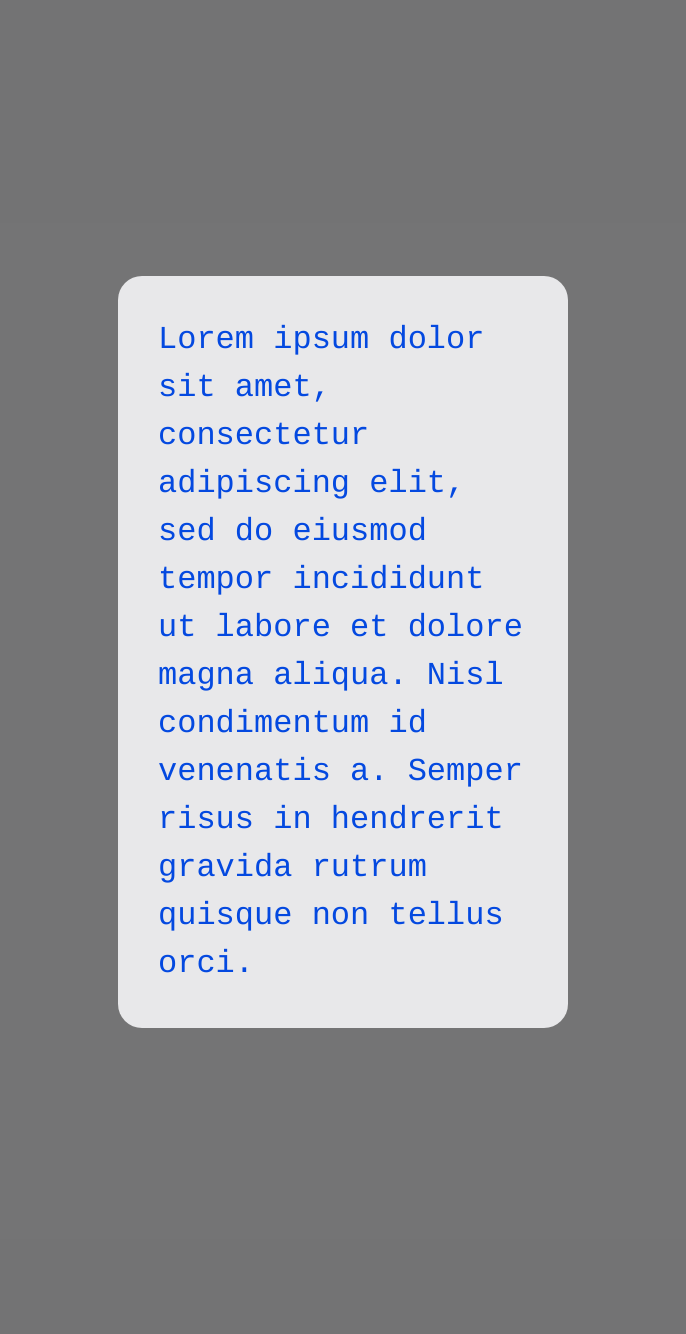 Lorem ipsum dolor
sit amet,
consectetur
adipiscing elit,
sed do eiusmod
tempor incididunt
ut labore et dolore
magna aliqua. Nisl
condimentum id
venenatis a. Semper
risus in hendrerit
gravida rutrum
quisque non tellus
orci.